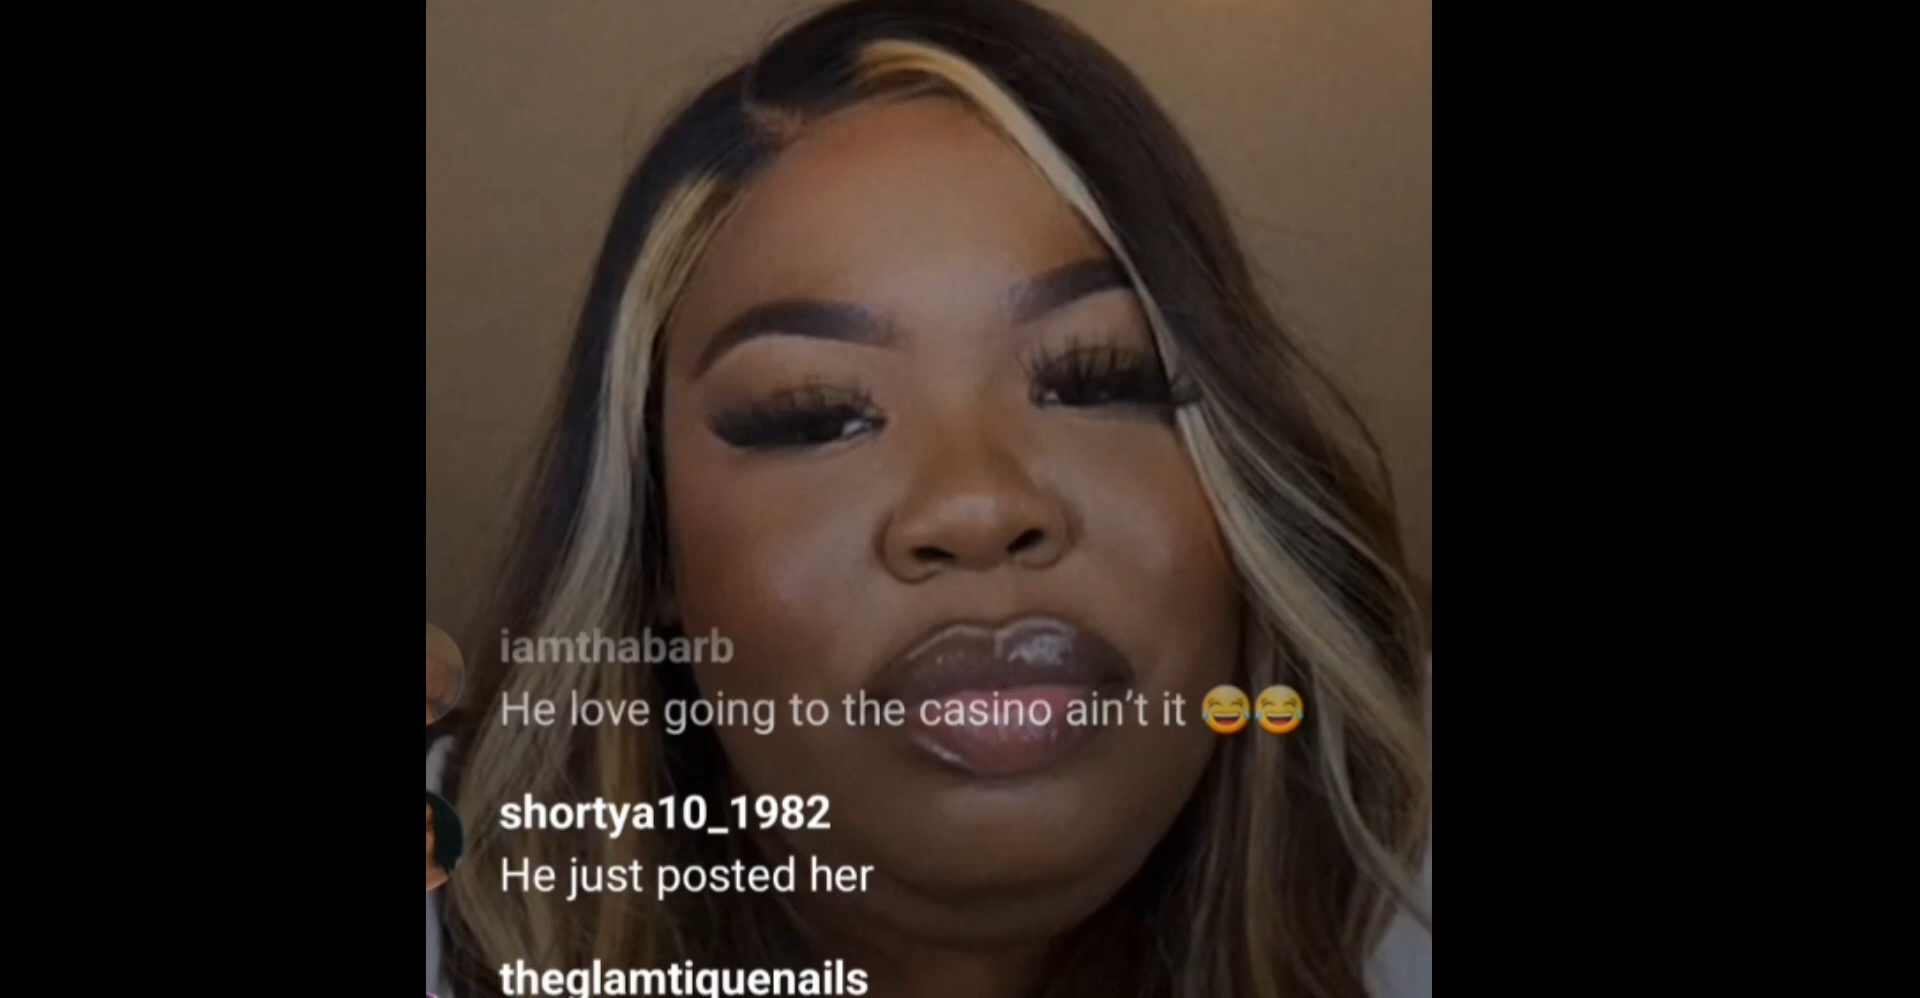 iamthabarb
He love going to the casino ain't it 😂😂
shortya10_1982
He just posted her
theglamtiquenails